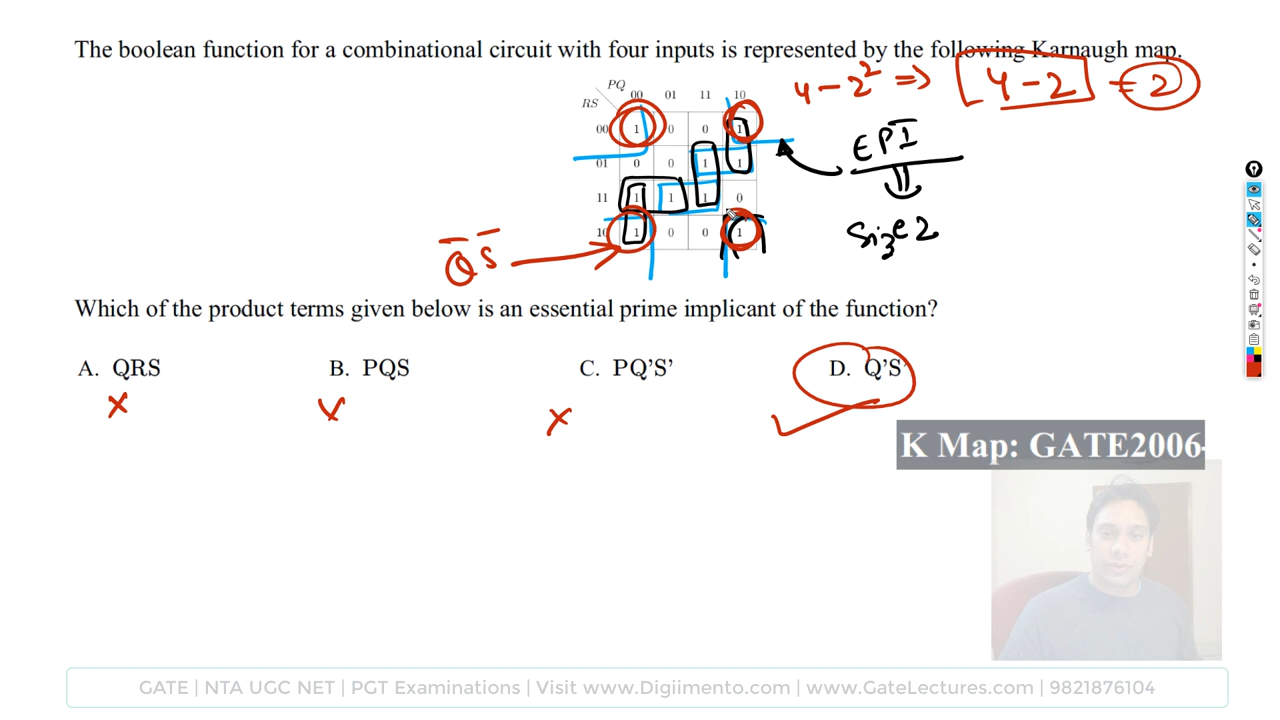 The boolean function for a combinational circuit with four inputs is represented by the following Karnaugh map.
4 - 2² => [4 - 2] = 2
PQ
RS
00 01 11 10
00 1 0 0 1
01 0 0 1 1
11 1 1 1 0
10 1 0 0 1
EPI
Size 2
Q̅ S̅
Which of the product terms given below is an essential prime implicant of the function?
A. QRS B. PQS C. PQ’S’ D. Q’S’
K Map: GATE2006-
GATE | NTA UGC NET | PGT Examinations | Visit www.Digiimento.com | www.GateLectures.com | 9821876104